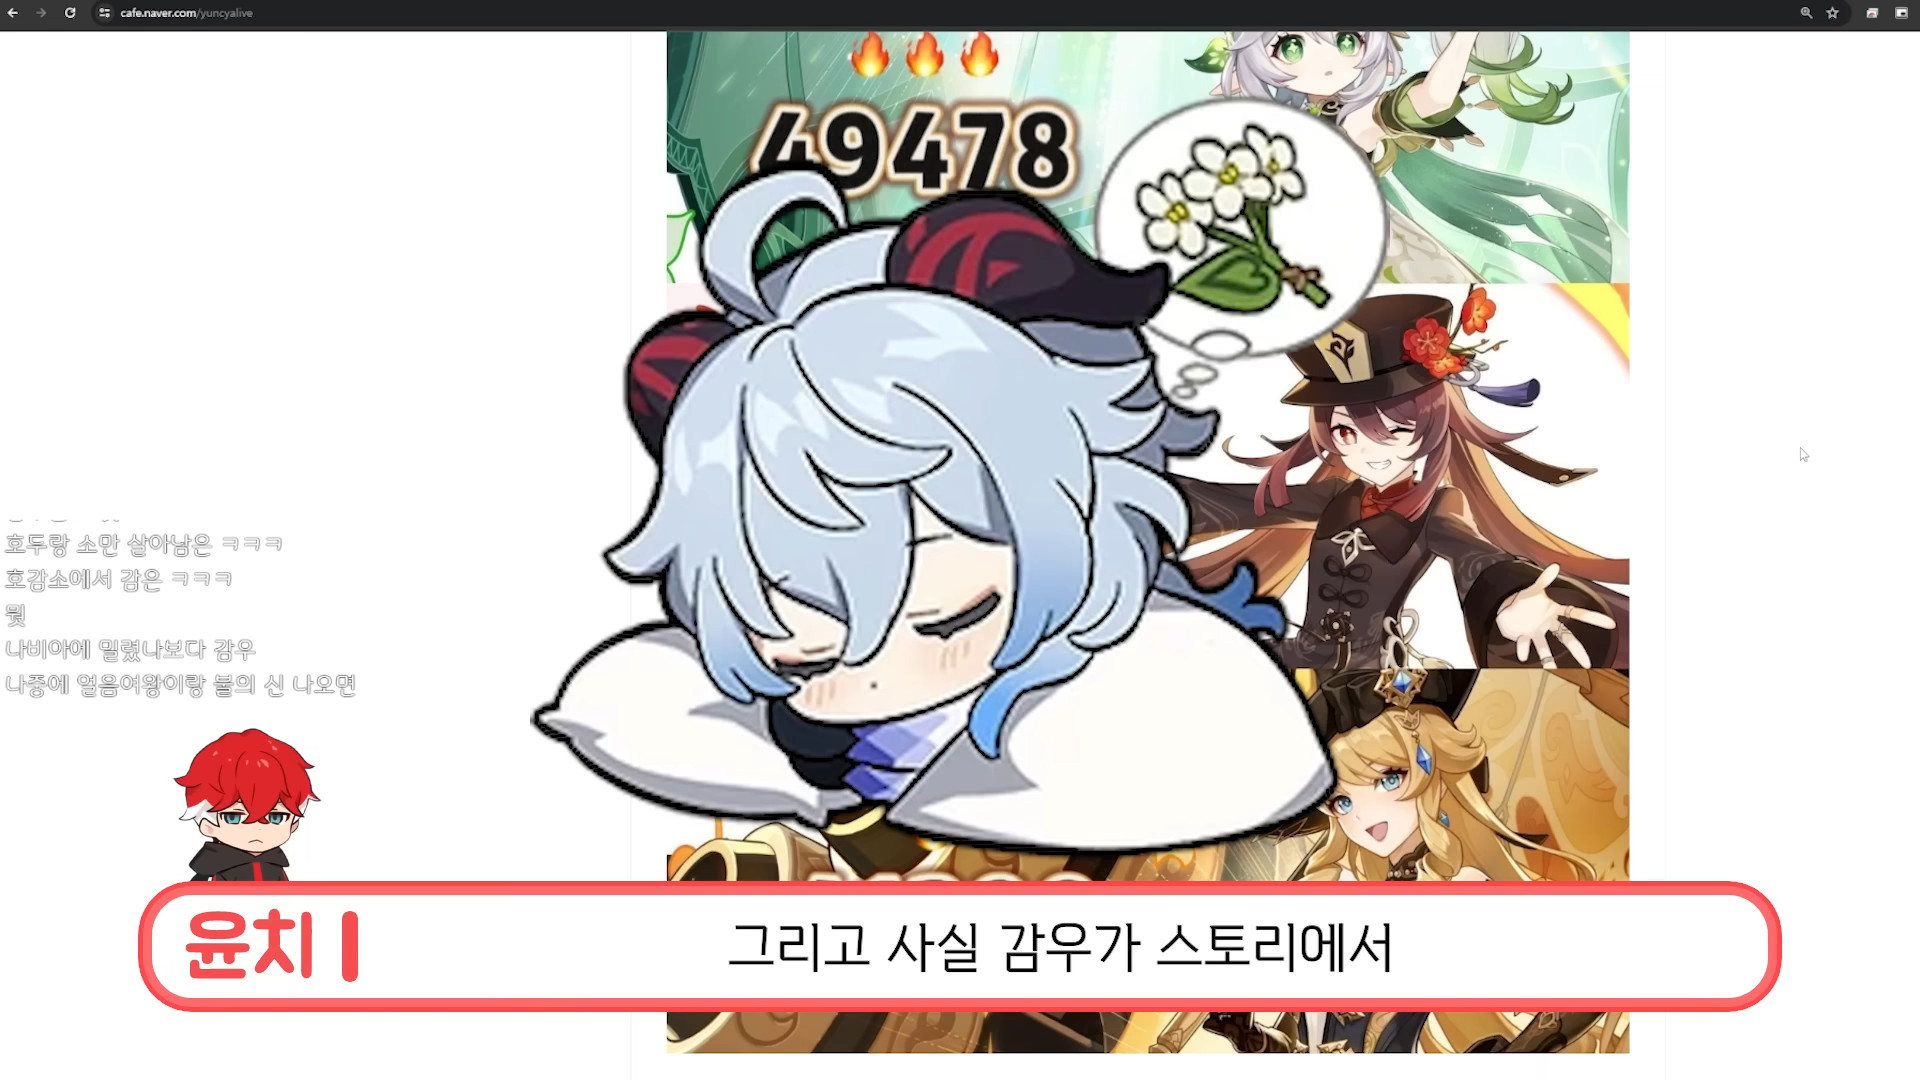 cafe.naver.com/yuncyalive
49478
호두랑 소만 살아남은 ㅋㅋㅋ
호감소에서 감은 ㅋㅋㅋ
뭦
나비아에 밀렸나보다 감우
나중에 얼음여왕이랑 불의 신 나오면
윤치
그리고 사실 감우가 스토리에서